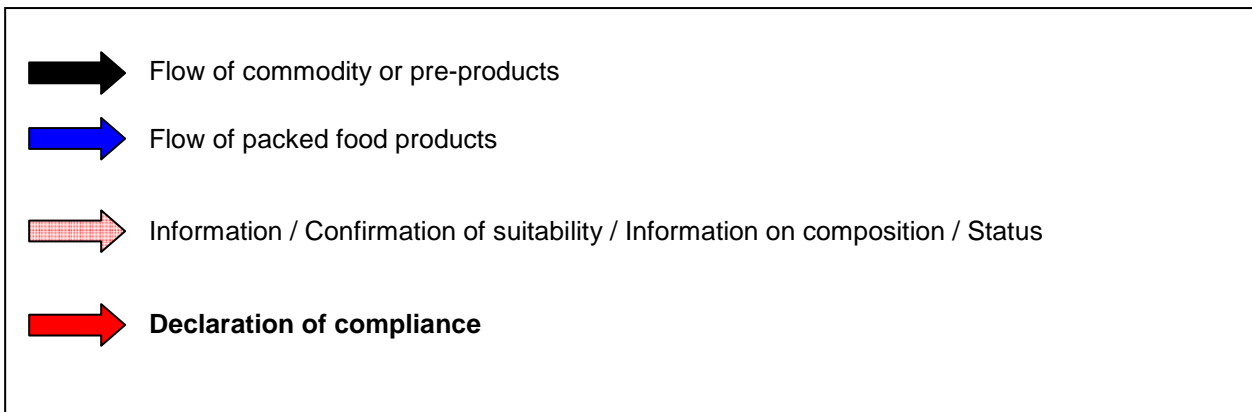 Flow of commodity or pre-products
Flow of packed food products
Information / Confirmation of suitability / Information on composition / Status
Declaration of compliance